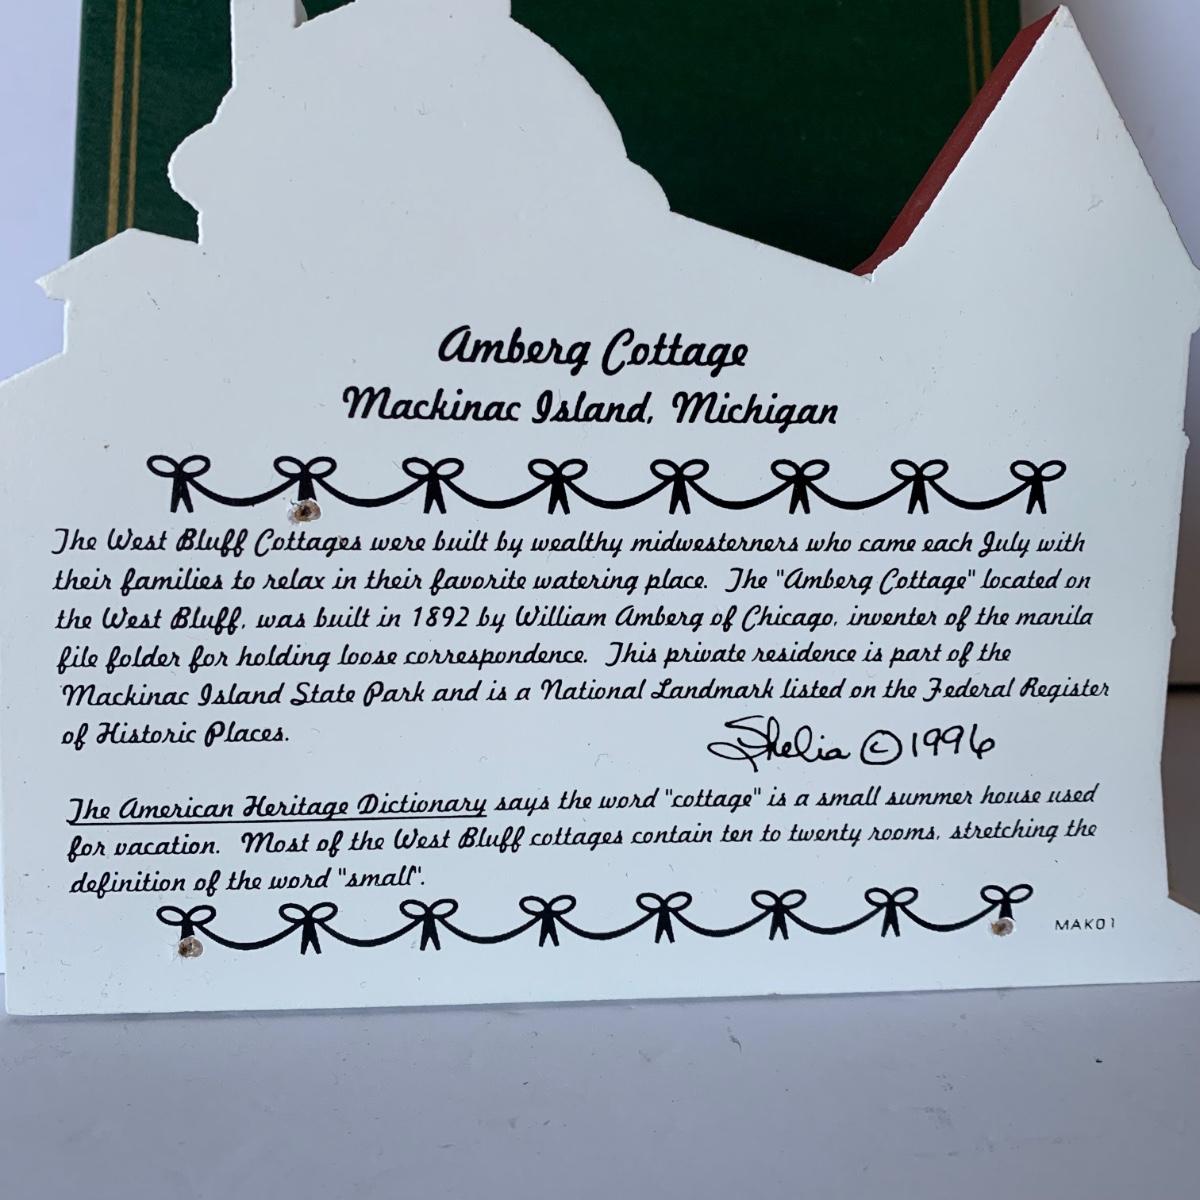 Amberg Cottage
Mackinac Island, Michigan
The West Bluff Cottages were built by wealthy midwesterners who came each July with
their families to relax in their favorite watering place. The "Amberg Cottage" located on
the West Bluff, was built in 1892 by William Amberg of Chicago, inventer of the manila
file folder for holding loose correspondence. This private residence is part of the
Mackinac Island State Park and is a National Landmark listed on the Federal Register
of Historic Places.
Shelia © 1996
The American Heritage Dictionary says the word "cottage" is a small summer house used
for vacation. Most of the West Bluff cottages contain ten to twenty rooms, stretching the
definition of the word "small".
MAK01